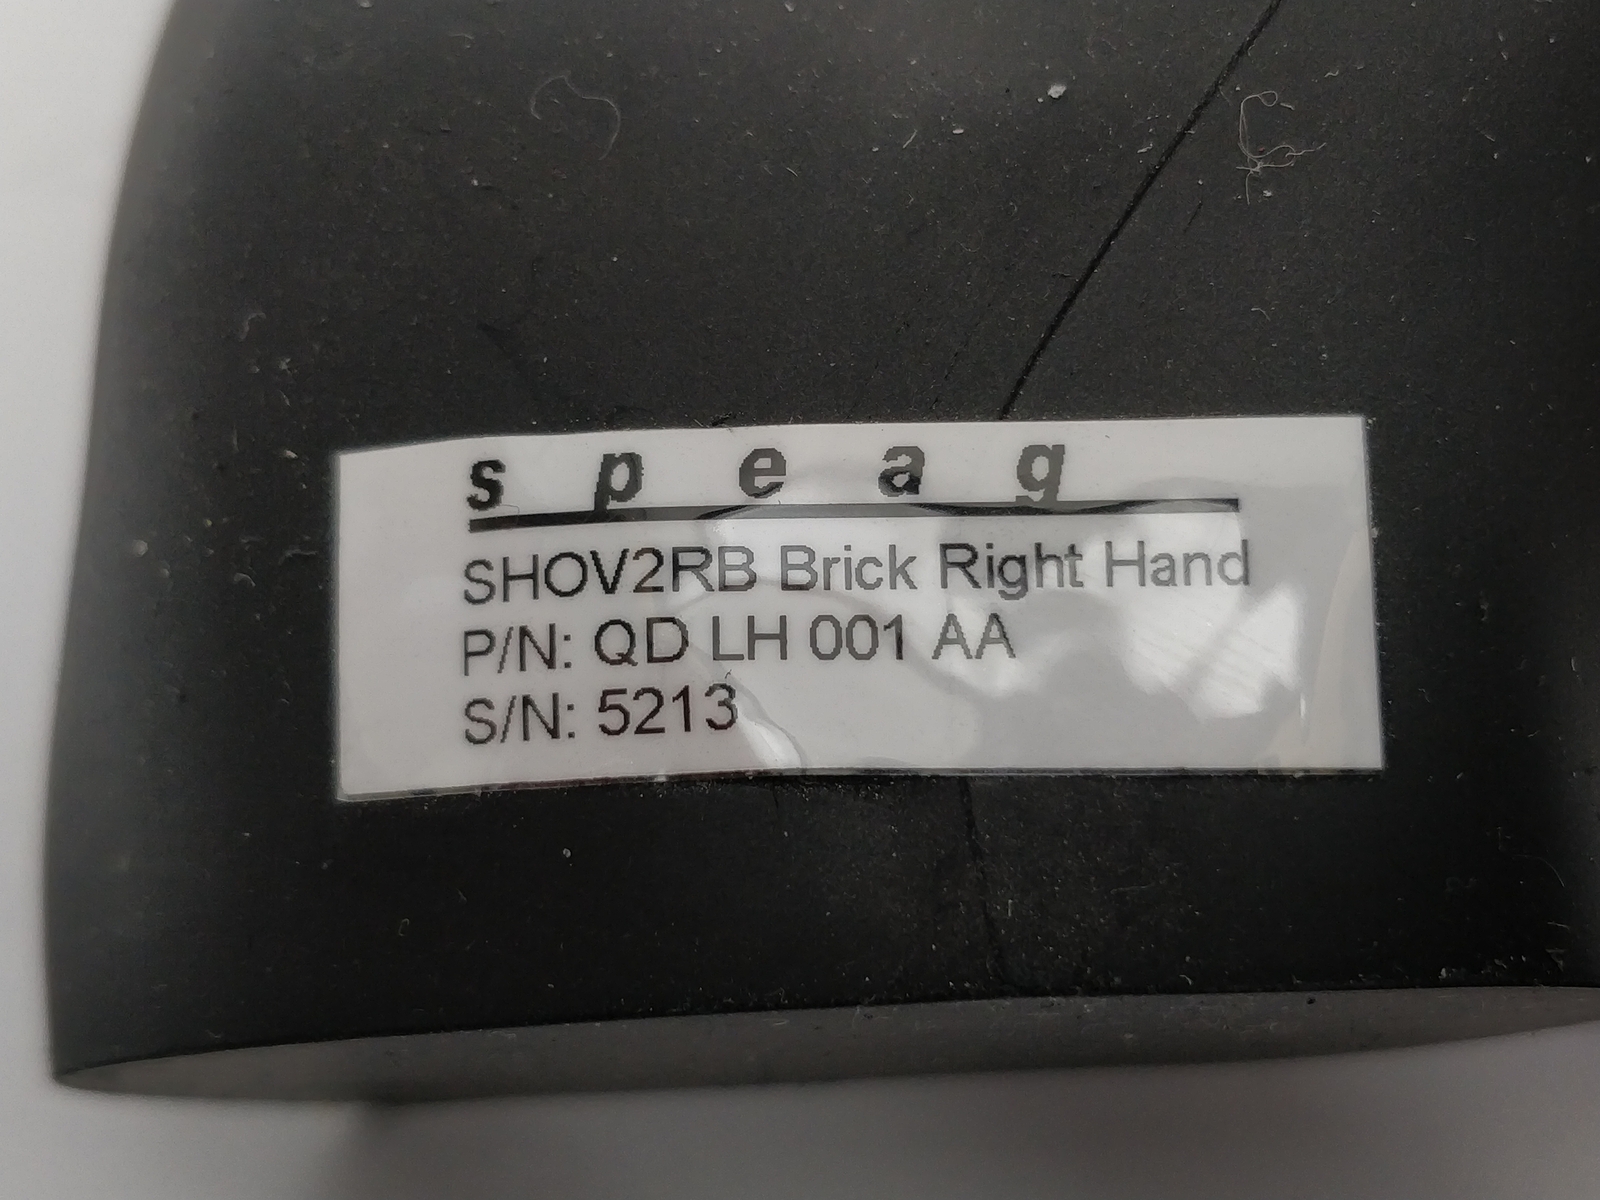 speag
SHOV2RB Brick Right Hand
P/N: QD LH 001 AA
S/N: 5213